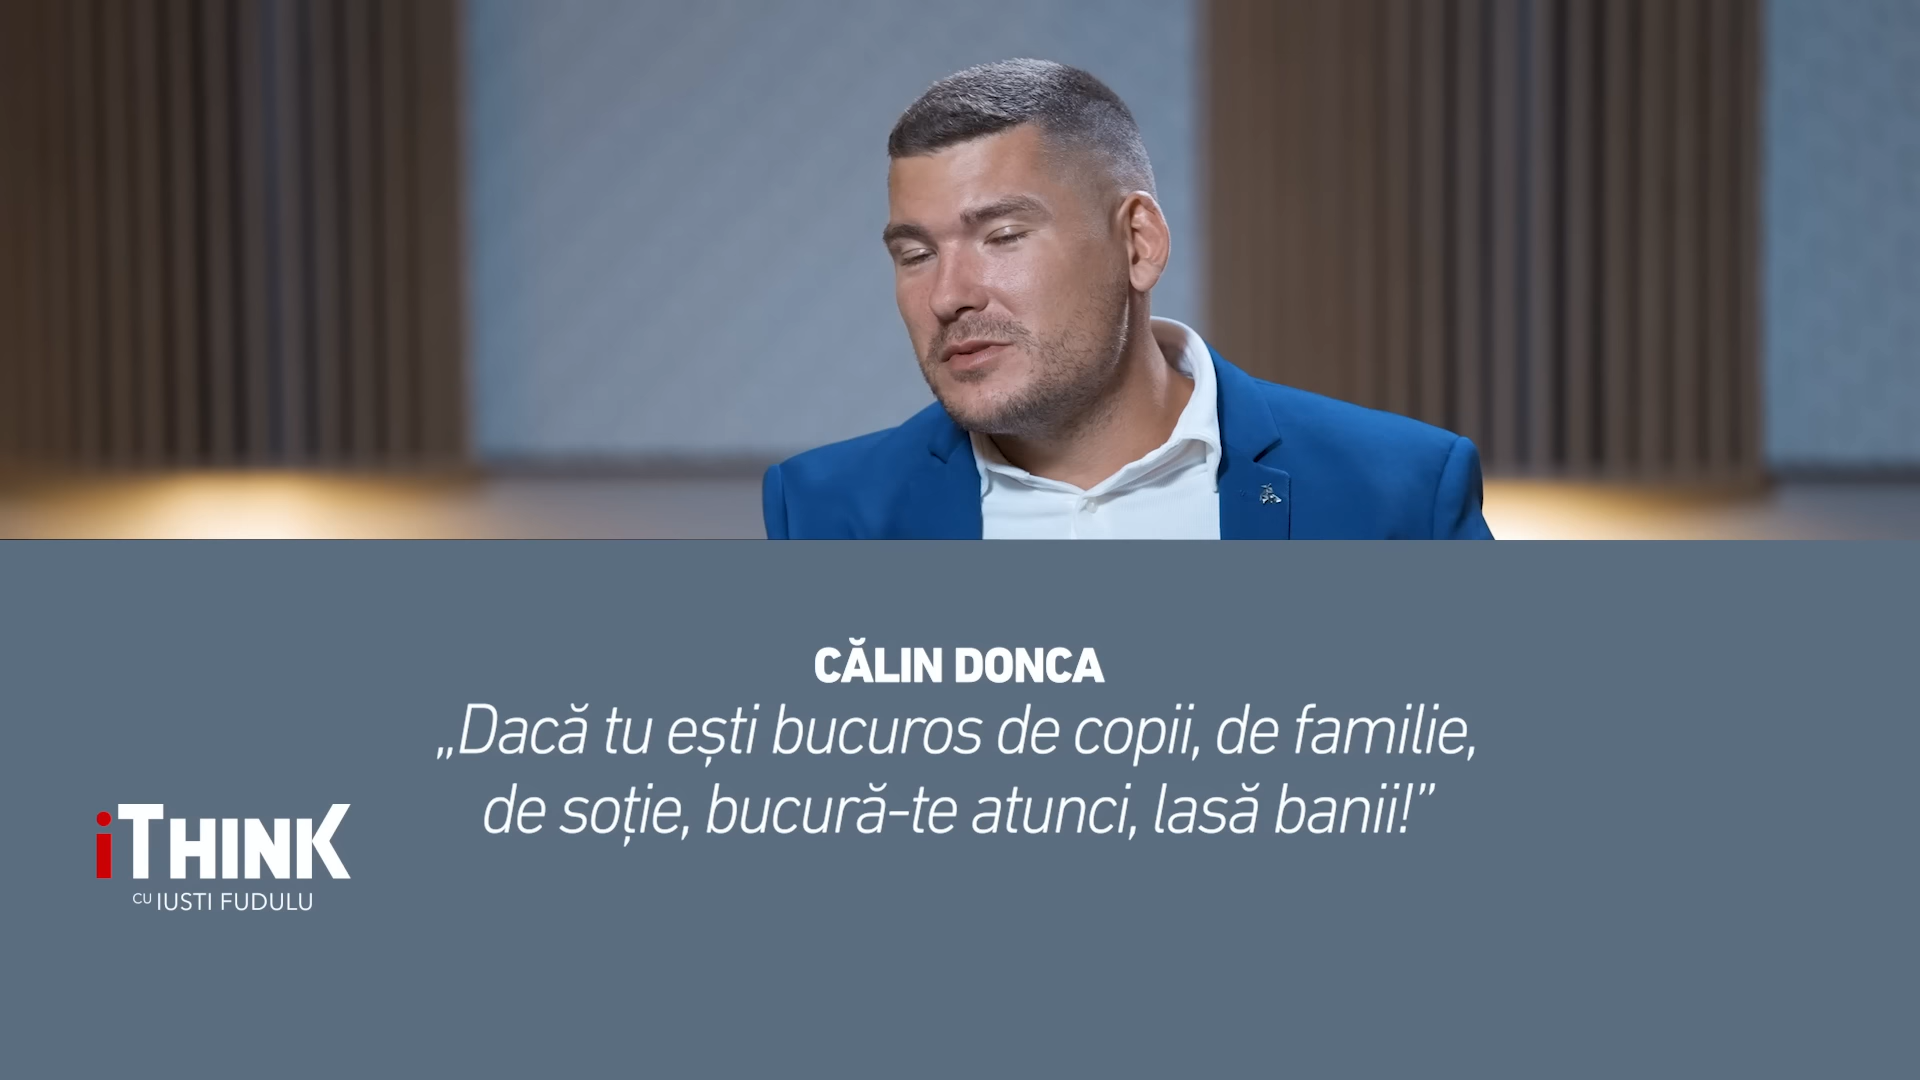 CĂLIN DONCA
„Dacă tu ești bucuros de copii, de familie,
de soție, bucură-te atunci, lasă banii!”
iTHINK
CU IUSTI FUDULU